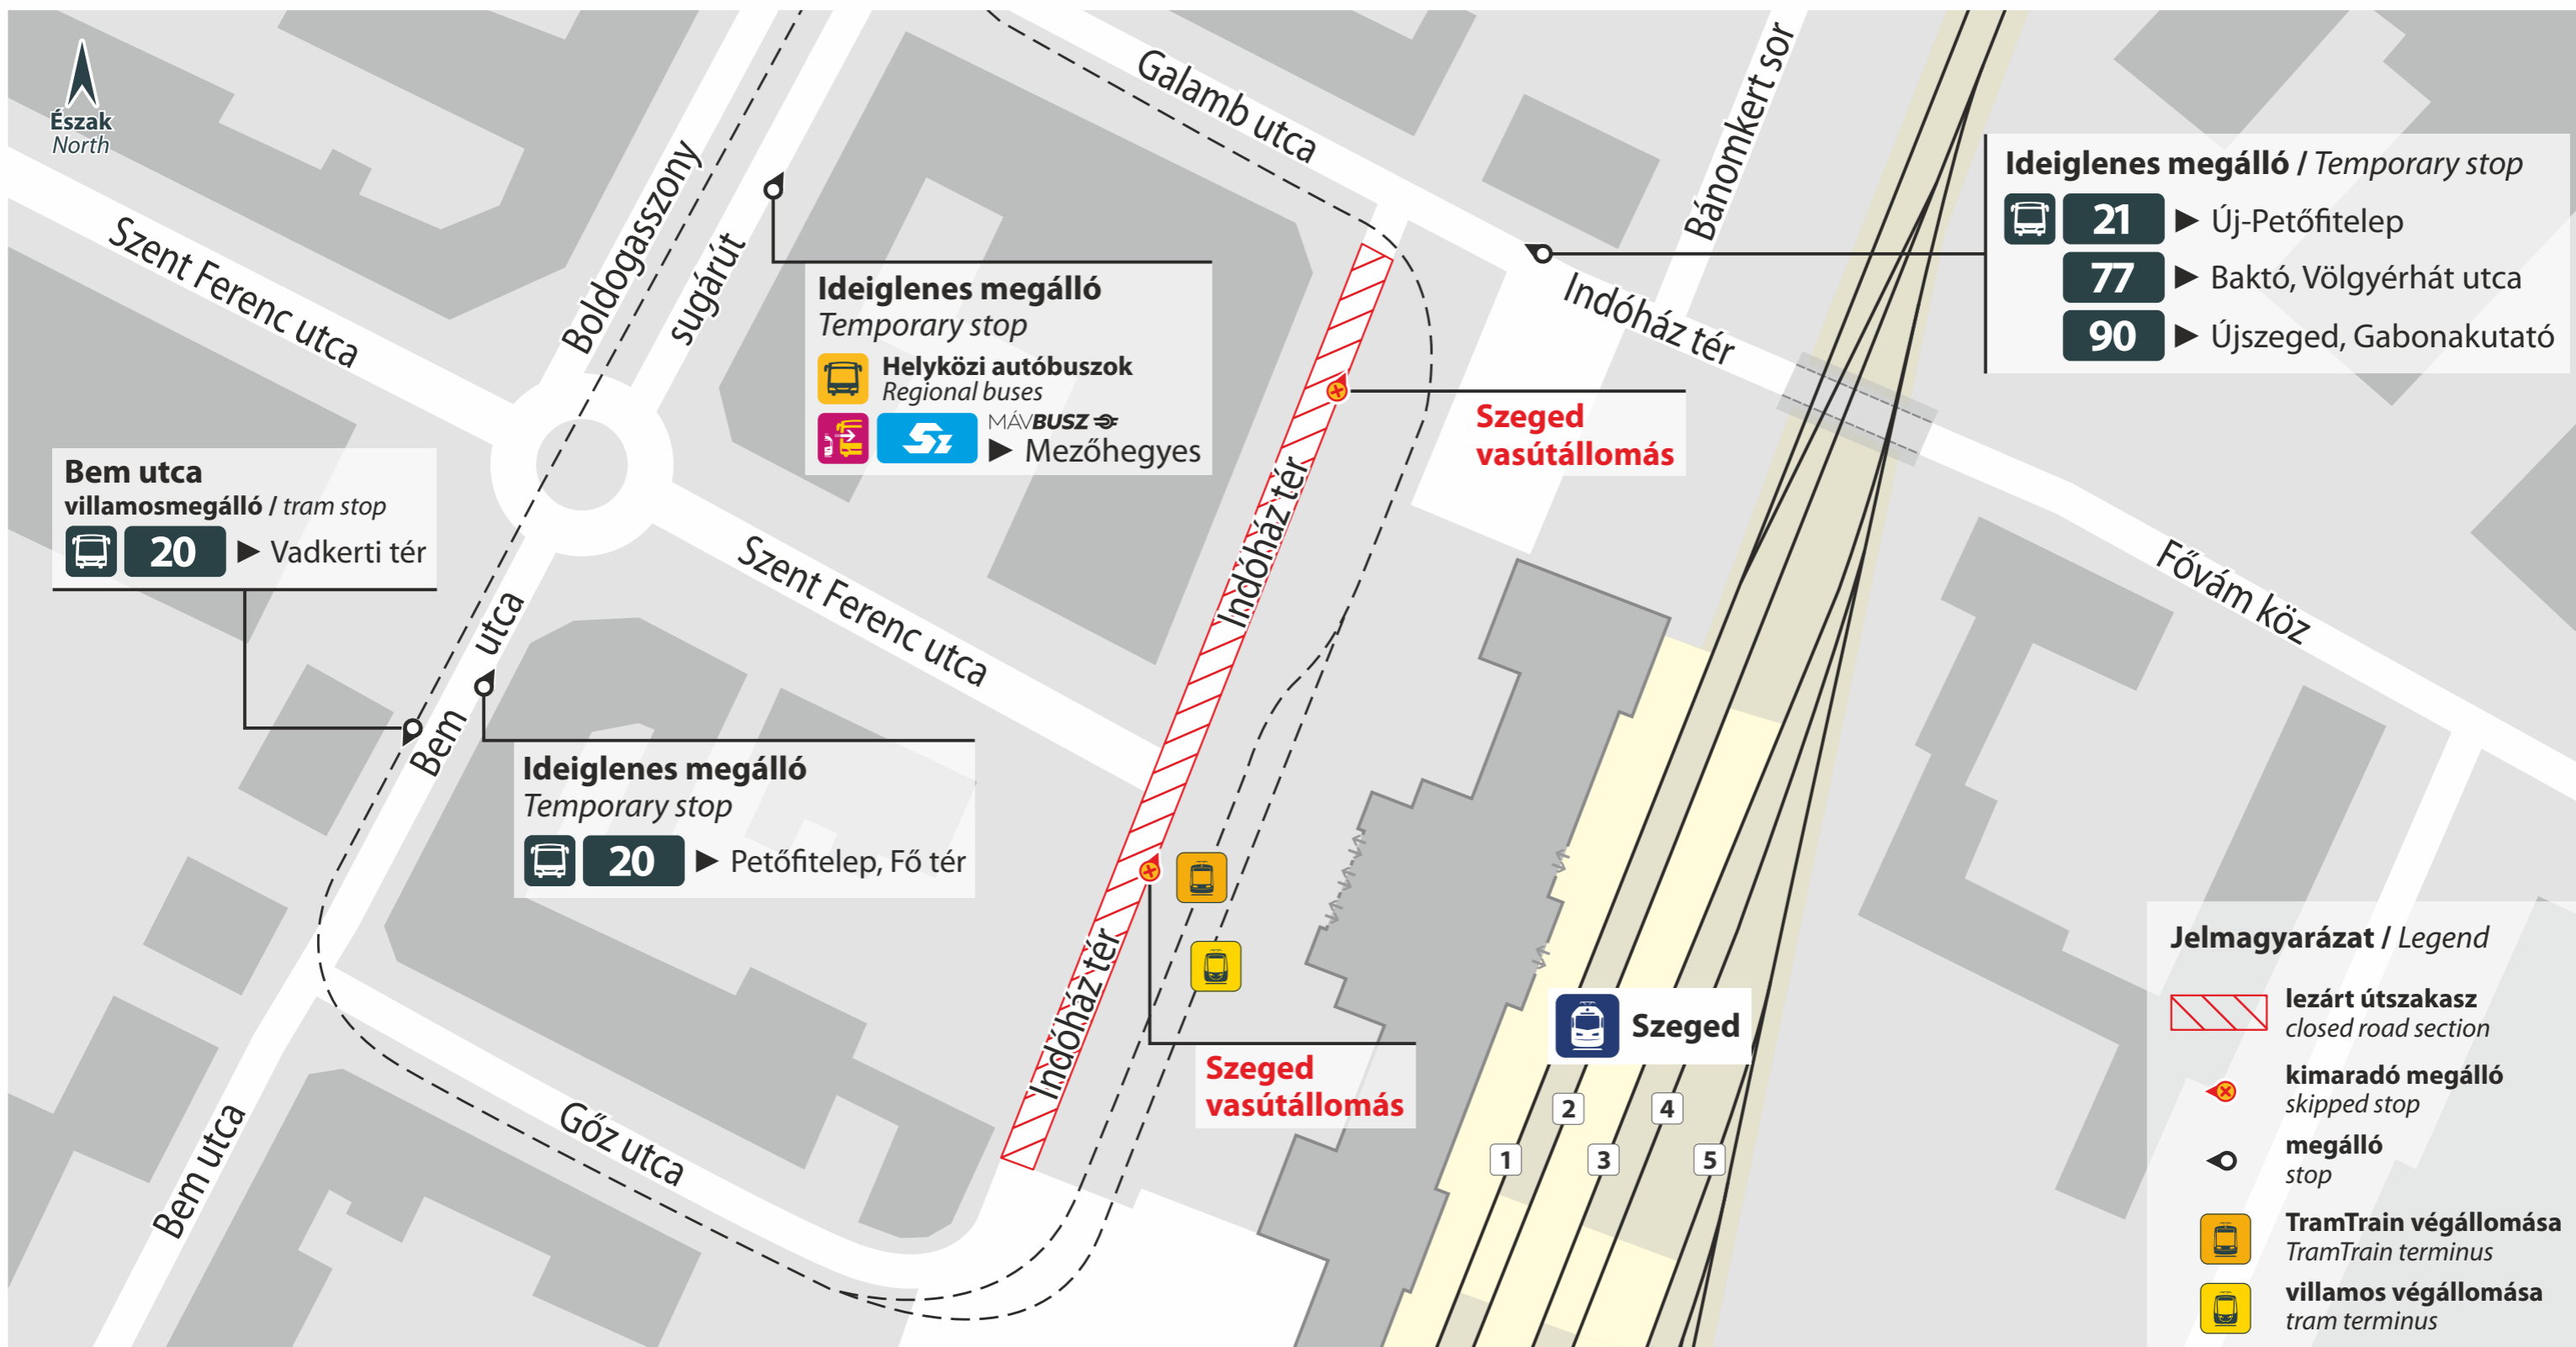 Észak
North
Galamb utca
Bánomkert sor
Ideiglenes megálló / Temporary stop
21 ► Új-Petőfitelep
77 ► Baktó, Völgyérhát utca
90 ► Újszeged, Gabonakutató
Szent Ferenc utca
Boldogasszony
sugárút
Ideiglenes megálló
Temporary stop
Helyközi autóbuszok
Regional buses
Sz MÁVBUSZ
► Mezőhegyes
Indóház tér
Szeged
vasútállomás
Bem utca
villamosmegálló / tram stop
20 ► Vadkerti tér
Indóház tér
Szent Ferenc utca
Fővám köz
Bem utca
Ideiglenes megálló
Temporary stop
20 ► Petőfitelep, Fő tér
Indóház tér
Szeged
vasútállomás
Szeged
1
2
3
4
5
Gőz utca
Bem utca
Jelmagyarázat / Legend
lezárt útszakasz
closed road section
kimaradó megálló
skipped stop
megálló
stop
TramTrain végállomása
TramTrain terminus
villamos végállomása
tram terminus